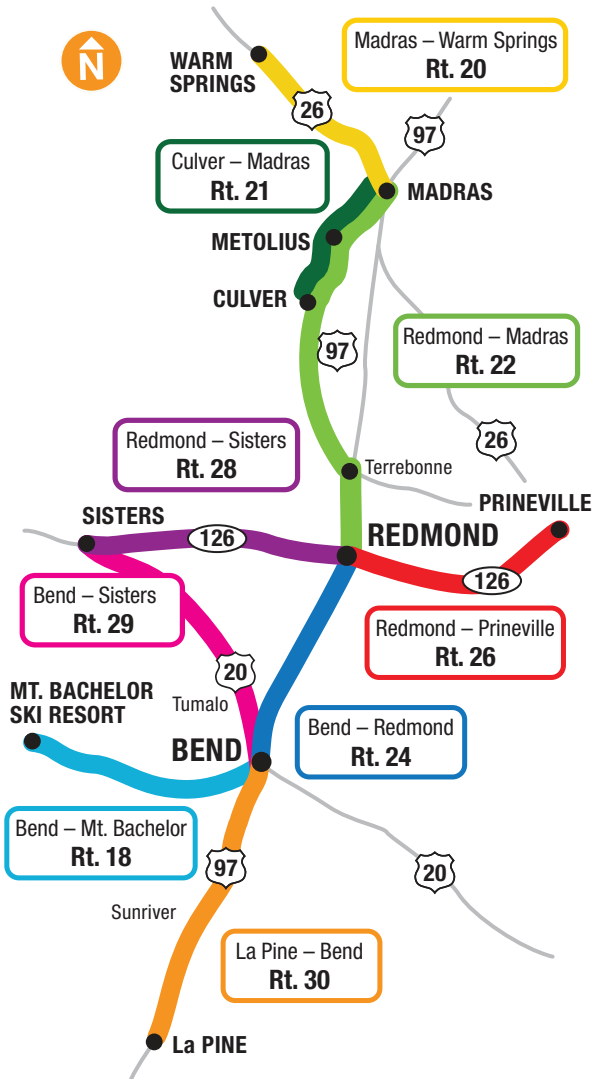 N
WARM
SPRINGS
Madras – Warm Springs
Rt. 20
26
97
Culver – Madras
Rt. 21
MADRAS
METOLIUS
CULVER
97
Redmond – Madras
Rt. 22
Redmond – Sisters
Rt. 28
26
Terrebonne
PRINEVILLE
SISTERS
126
REDMOND
126
Bend – Sisters
Rt. 29
Redmond – Prineville
Rt. 26
20
MT. BACHELOR
SKI RESORT
Tumalo
BEND
Bend – Redmond
Rt. 24
Bend – Mt. Bachelor
Rt. 18
97
20
Sunriver
La Pine – Bend
Rt. 30
La PINE